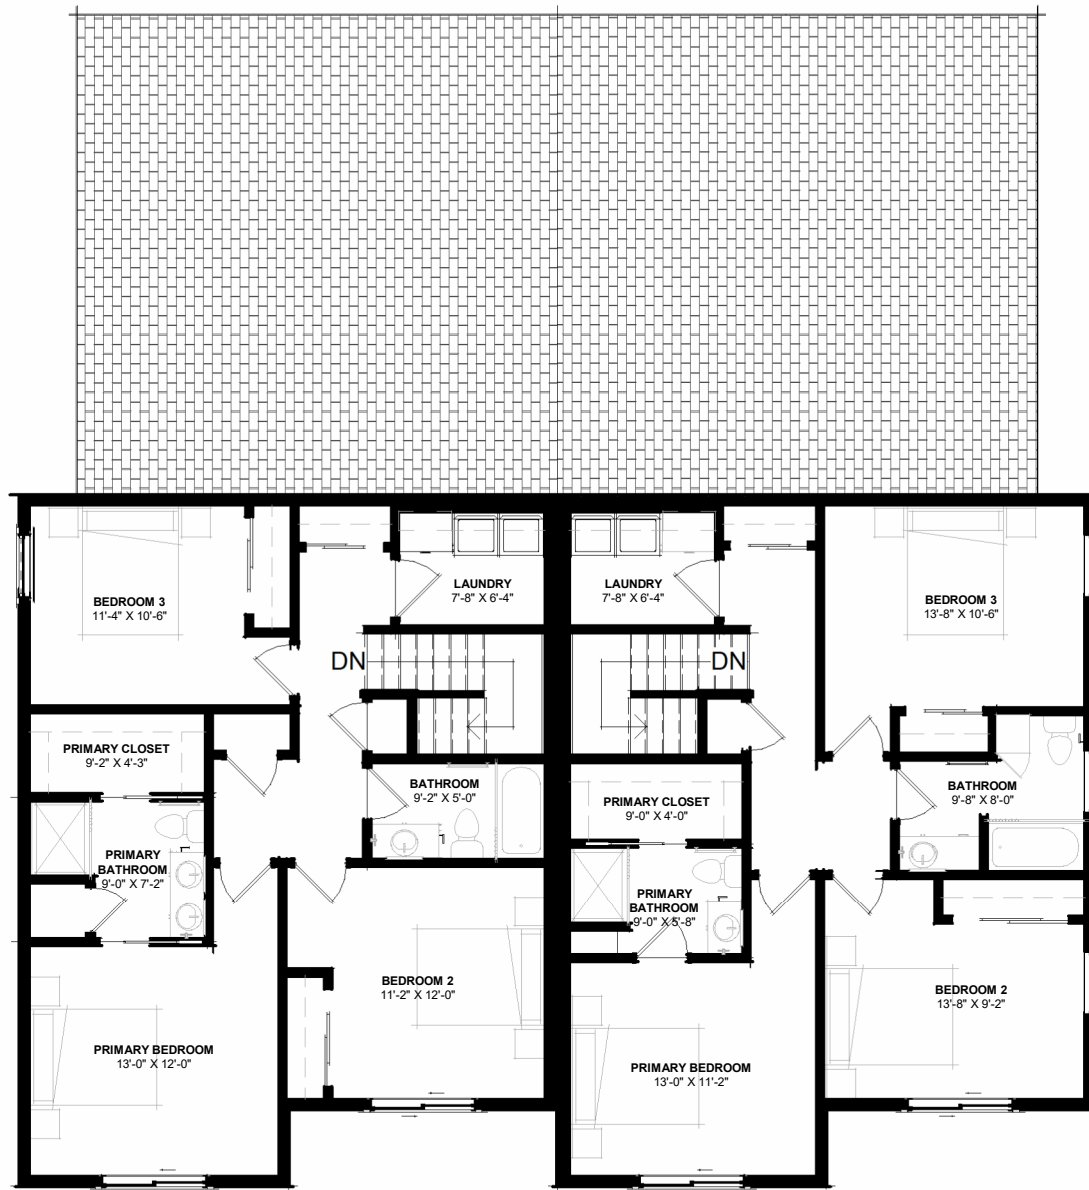 BEDROOM 3
11'-4" X 10'-6"
LAUNDRY
7'-8" X 6'-4"
LAUNDRY
7'-8" X 6'-4"
BEDROOM 3
13'-8" X 10'-6"
DN
DN
PRIMARY CLOSET
9'-2" X 4'-3"
BATHROOM
9'-2" X 5'-0"
PRIMARY CLOSET
9'-0" X 4'-0"
BATHROOM
9'-8" X 8'-0"
PRIMARY
BATHROOM
9'-0" X 7'-2"
PRIMARY
BATHROOM
9'-0" X 5'-8"
BEDROOM 2
11'-2" X 12'-0"
BEDROOM 2
13'-8" X 9'-2"
PRIMARY BEDROOM
13'-0" X 12'-0"
PRIMARY BEDROOM
13'-0" X 11'-2"